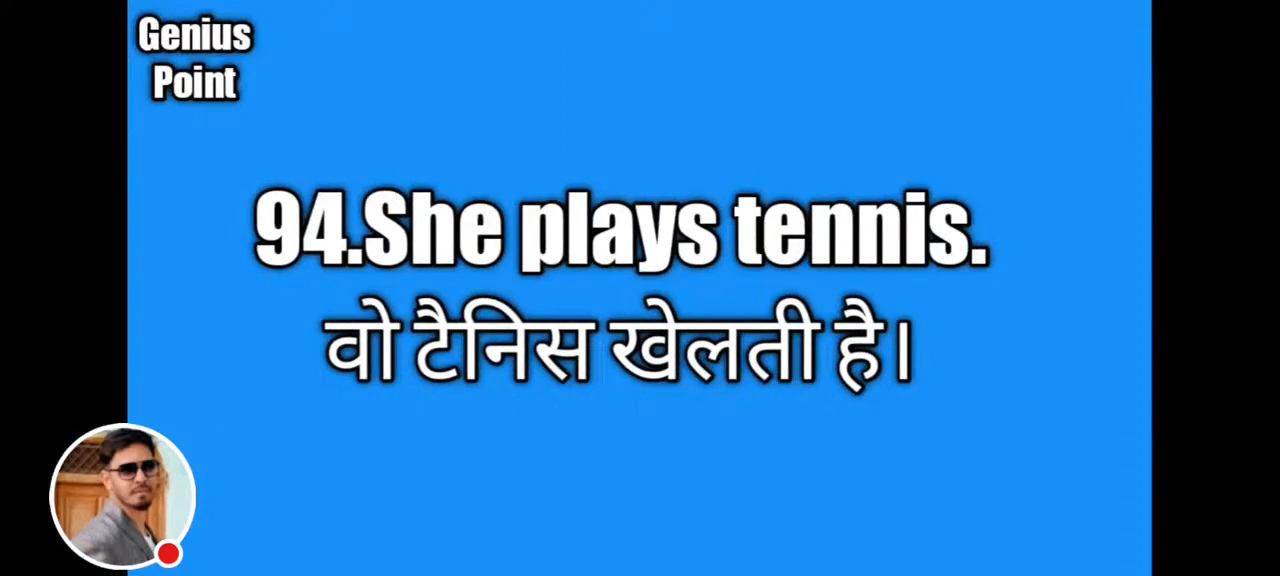 Genius
Point
94.She plays tennis.
वो टैनिस खेलती है।